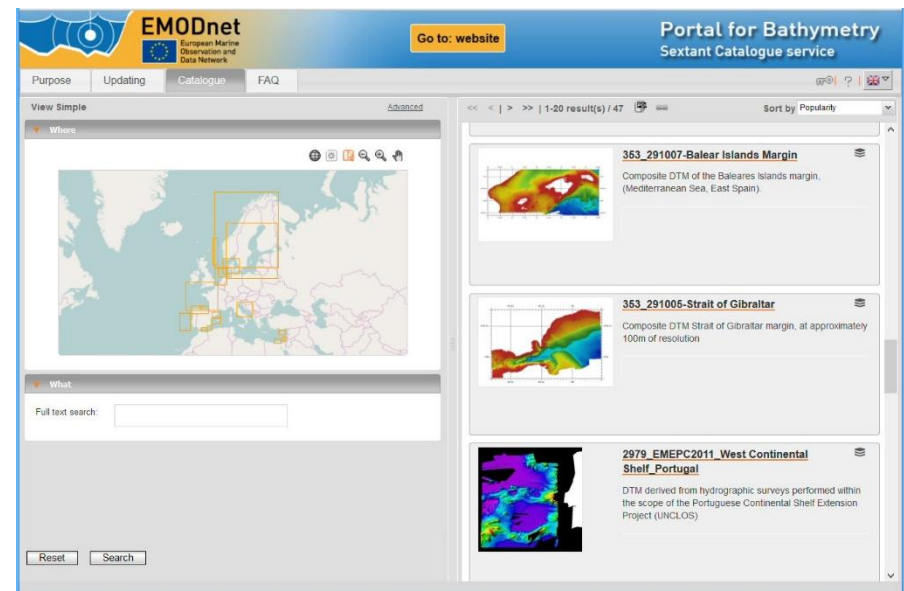 EMODnet
European Marine
Observation and
Data Network
Go to: website
Portal for Bathymetry
Sextant Catalogue service
Purpose
Updating
Catalogue
FAQ
?
View Simple
Advanced
<< < | > >> | 1-20 result(s) / 47
Sort by Popularity
Where
353_291007-Balear Islands Margin
Composite DTM of the Baleares Islands margin,
(Mediterranean Sea, East Spain).
353_291005-Strait of Gibraltar
Composite DTM Strait of Gibraltar margin, at approximately
100m of resolution
What
Full text search:
2979_EMEPC2011_West Continental
Shelf_Portugal
DTM derived from hydrographic surveys performed within
the scope of the Portuguese Continental Shelf Extension
Project (UNCLOS)
Reset
Search